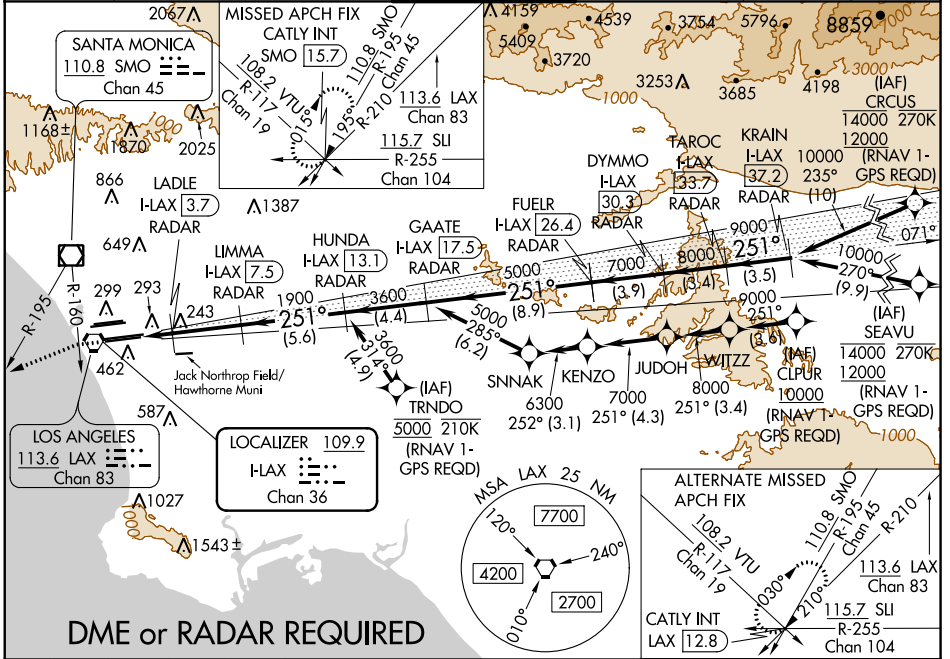 2067
MISSED APCH FIX
CATLY INT
SMO 15.7
110.8 SMO
R-195
Chan 45
R-210
108.2 VTU
R-117
Chan 19
015°
195°
113.6 LAX
Chan 83
115.7 SLI
R-255
Chan 104
SANTA MONICA
110.8 SMO
Chan 45
1168±
1870
2025
1000
4159
5409
4539
3720
3754
3253
5796
3685
4198
8859
3000
1000
(IAF)
CRCUS
14000 270K
12000
(RNAV 1-
GPS REQD)
10000
235°
(10)
071°
KRAIN
I-LAX
37.2
RADAR
TAROC
I-LAX
33.7
RADAR
DYMMO
I-LAX
30.3
RADAR
FUELR
I-LAX 26.4
RADAR
GAATE
I-LAX 17.5
RADAR
HUNDA
I-LAX 13.1
RADAR
LIMMA
I-LAX 7.5
RADAR
LADLE
I-LAX 3.7
RADAR
866
649
1387
299
293
243
462
587
R-195
R-160
1900
251°
(5.6)
3600
(4.4)
5000
251°
(8.9)
7000
(3.9)
8000
(3.4)
9000
251°
(3.5)
10000
270°
(9.9)
(IAF)
SEAVU
14000 270K
12000
(RNAV 1-
GPS REQD)
9000
251°
(3.6)
(IAF)
CLPUR
10000
(RNAV 1-
GPS REQD)
WJTZZ
8000
251° (3.4)
JUDOH
7000
251° (4.3)
KENZO
6300
252° (3.1)
SNNAK
5000
285°
(6.2)
3600
314°
(4.9)
(IAF)
TRNDO
5000 210K
(RNAV 1-
GPS REQD)
Jack Northrop Field/
Hawthorne Muni
LOS ANGELES
113.6 LAX
Chan 83
LOCALIZER 109.9
I-LAX
Chan 36
1027
1543±
1000
MSA LAX 25 NM
120°
240°
010°
7700
4200
2700
ALTERNATE MISSED
APCH FIX
108.2 VTU
R-117
Chan 19
110.8 SMO
R-195
Chan 45
R-210
030°
210°
113.6 LAX
Chan 83
CATLY INT
LAX 12.8
115.7 SLI
R-255
Chan 104
1000
DME or RADAR REQUIRED